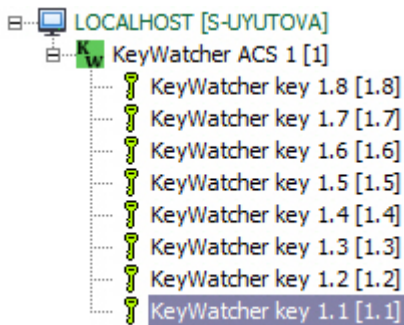 LOCALHOST [S-UYUTOVA]
KW KeyWatcher ACS 1 [1]
KeyWatcher key 1.8 [1.8]
KeyWatcher key 1.7 [1.7]
KeyWatcher key 1.6 [1.6]
KeyWatcher key 1.5 [1.5]
KeyWatcher key 1.4 [1.4]
KeyWatcher key 1.3 [1.3]
KeyWatcher key 1.2 [1.2]
KeyWatcher key 1.1 [1.1]